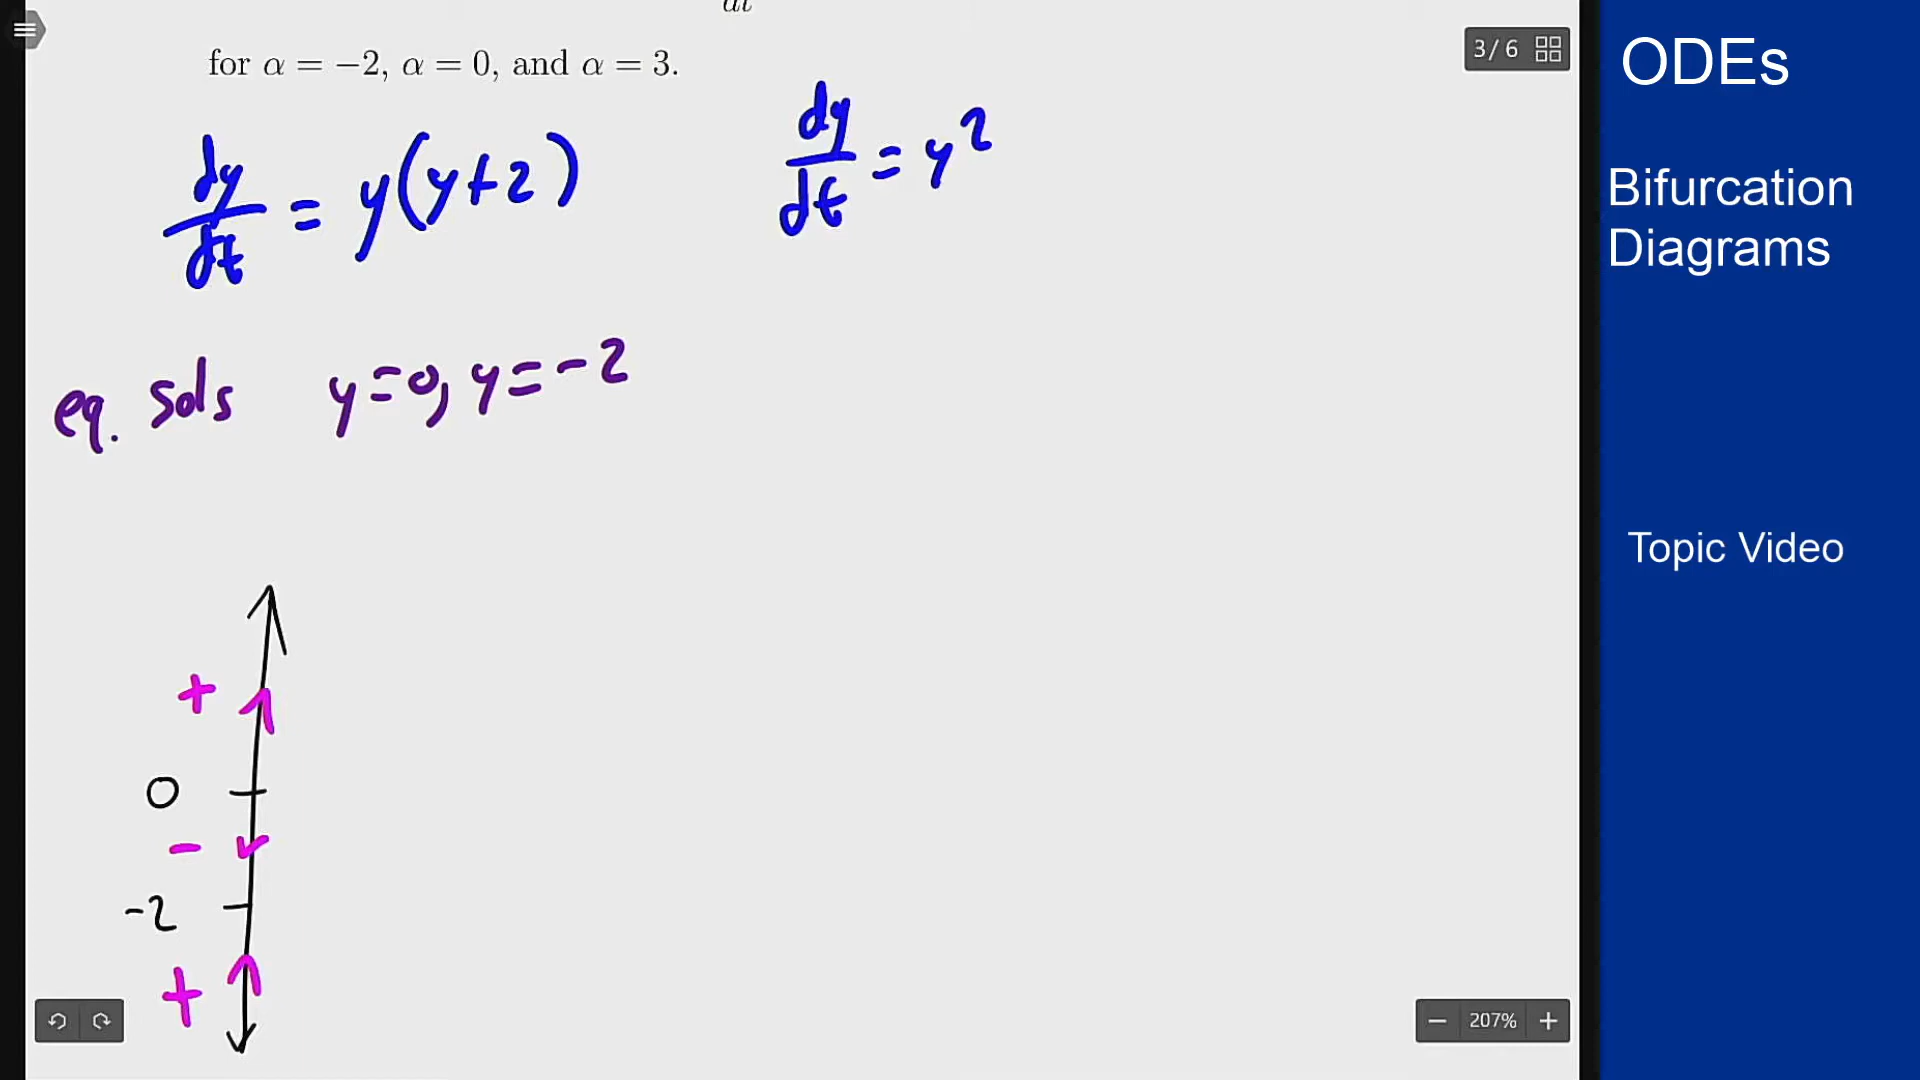 dt
for α = −2, α = 0, and α = 3.
dy/dt = y(y+2)
dy/dt = y²
eq. sols y=0, y=-2
+
0
-
-2
+
3 / 6
207%
ODEs
Bifurcation
Diagrams
Topic Video